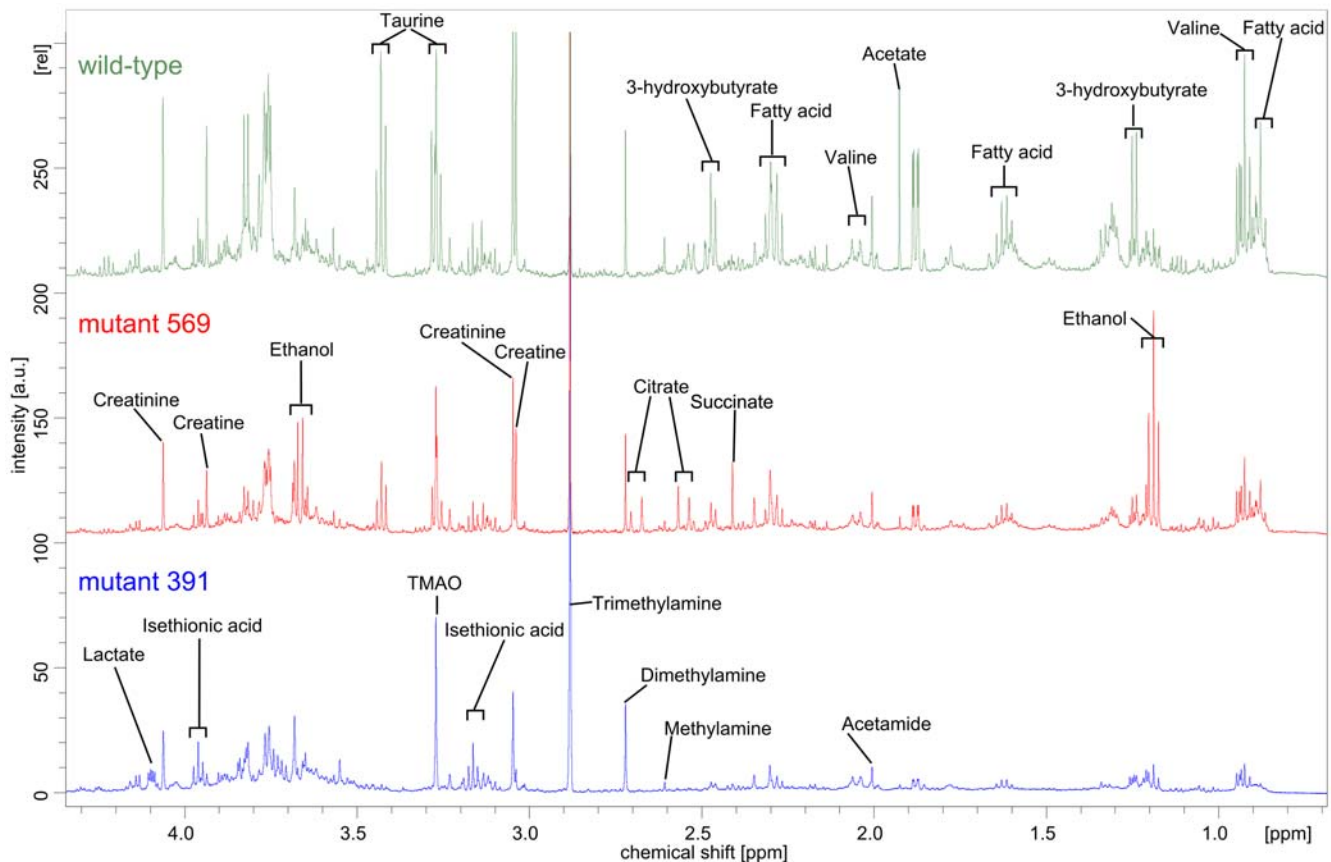 Taurine
[rel]
wild-type
Acetate
Valine
Fatty acid
3-hydroxybutyrate
Fatty acid
3-hydroxybutyrate
Valine
Fatty acid
250
200
mutant 569
Ethanol
Creatinine
Creatine
Ethanol
Creatinine
Creatine
Citrate
Succinate
intensity [a.u.]
150
100
mutant 391
TMAO
Trimethylamine
Isethionic acid
Isethionic acid
Lactate
Dimethylamine
Methylamine
Acetamide
50
0
4.0 3.5 3.0 2.5 2.0 1.5 1.0 [ppm]
chemical shift [ppm]